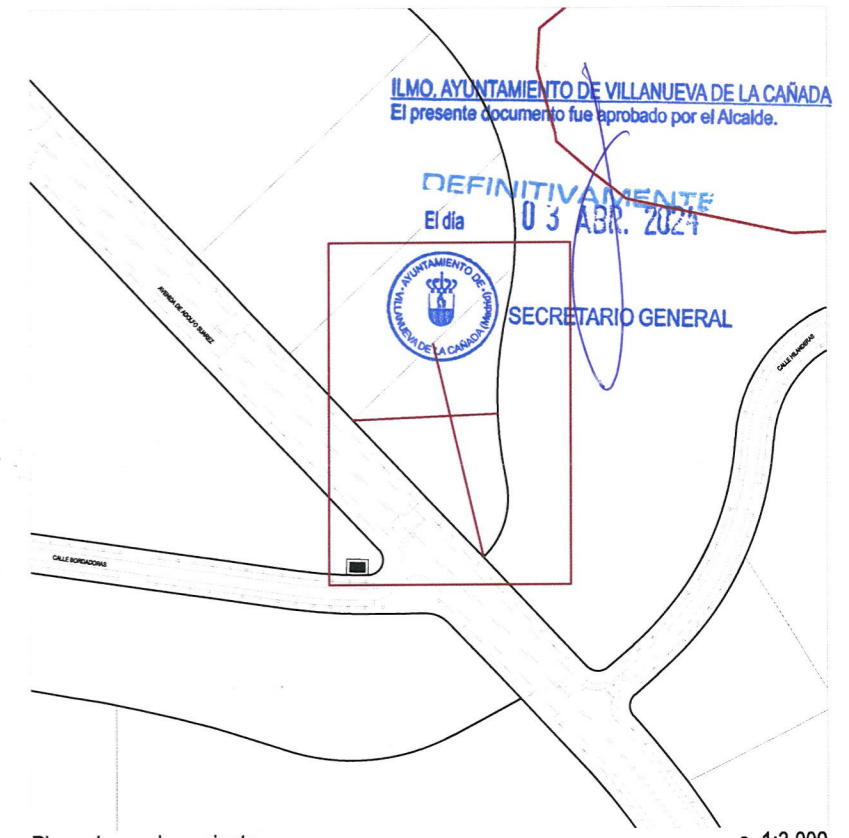 ILMO. AYUNTAMIENTO DE VILLANUEVA DE LA CAÑADA
El presente documento fue aprobado por el Alcalde.
DEFINITIVAMENTE
El día 03 ABR. 2024
AYUNTAMIENTO DE
VILLANUEVA DE LA CAÑADA (Madrid)
SECRETARIO GENERAL
AVENIDA DE ADOLFO SUAREZ
CALLE HILANDERAS
CALLE BORDADORAS
1:2.000